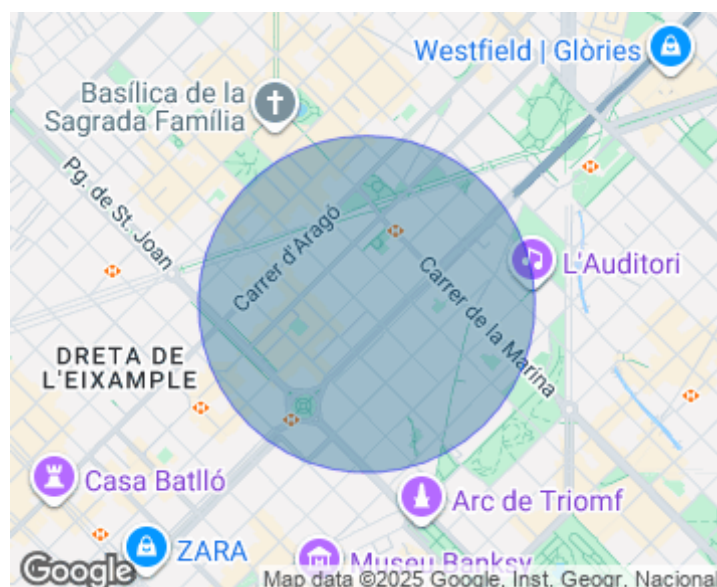 Westfield | Glòries
Basílica de la
Sagrada Família
Pg. de St. Joan
Carrer d'Aragó
L'Auditori
Carrer de la Marina
DRETA DE
L'EIXAMPLE
Casa Batlló
Arc de Triomf
ZARA
Museu Banksy
Google
Map data ©2025 Google, Inst. Geogr. Nacional